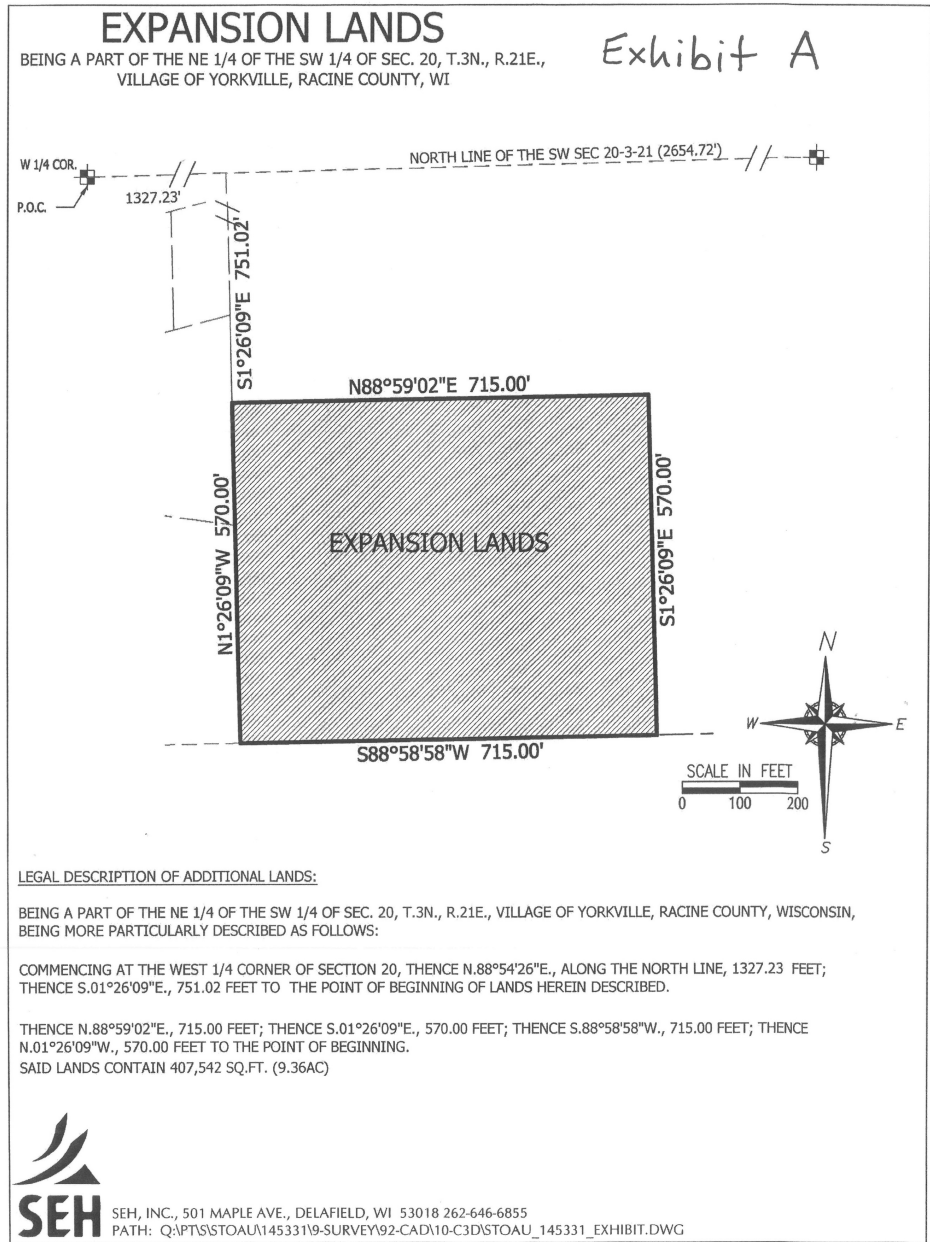 EXPANSION LANDS
BEING A PART OF THE NE 1/4 OF THE SW 1/4 OF SEC. 20, T.3N., R.21E.,
VILLAGE OF YORKVILLE, RACINE COUNTY, WI
Exhibit A
W 1/4 COR.
P.O.C.
1327.23'
NORTH LINE OF THE SW SEC 20-3-21 (2654.72')
S1°26'09"E 751.02'
N88°59'02"E 715.00'
N1°26'09"W 570.00'
EXPANSION LANDS
S1°26'09"E 570.00'
S88°58'58"W 715.00'
N
W
E
S
SCALE IN FEET
0 100 200
LEGAL DESCRIPTION OF ADDITIONAL LANDS:
BEING A PART OF THE NE 1/4 OF THE SW 1/4 OF SEC. 20, T.3N., R.21E., VILLAGE OF YORKVILLE, RACINE COUNTY, WISCONSIN,
BEING MORE PARTICULARLY DESCRIBED AS FOLLOWS:
COMMENCING AT THE WEST 1/4 CORNER OF SECTION 20, THENCE N.88°54'26"E., ALONG THE NORTH LINE, 1327.23 FEET;
THENCE S.01°26'09"E., 751.02 FEET TO THE POINT OF BEGINNING OF LANDS HEREIN DESCRIBED.
THENCE N.88°59'02"E., 715.00 FEET; THENCE S.01°26'09"E., 570.00 FEET; THENCE S.88°58'58"W., 715.00 FEET; THENCE
N.01°26'09"W., 570.00 FEET TO THE POINT OF BEGINNING.
SAID LANDS CONTAIN 407,542 SQ.FT. (9.36AC)
SEH
SEH, INC., 501 MAPLE AVE., DELAFIELD, WI 53018 262-646-6855
PATH: Q:\PT\S\STOAU\145331\9-SURVEY\92-CAD\10-C3D\STOAU_145331_EXHIBIT.DWG